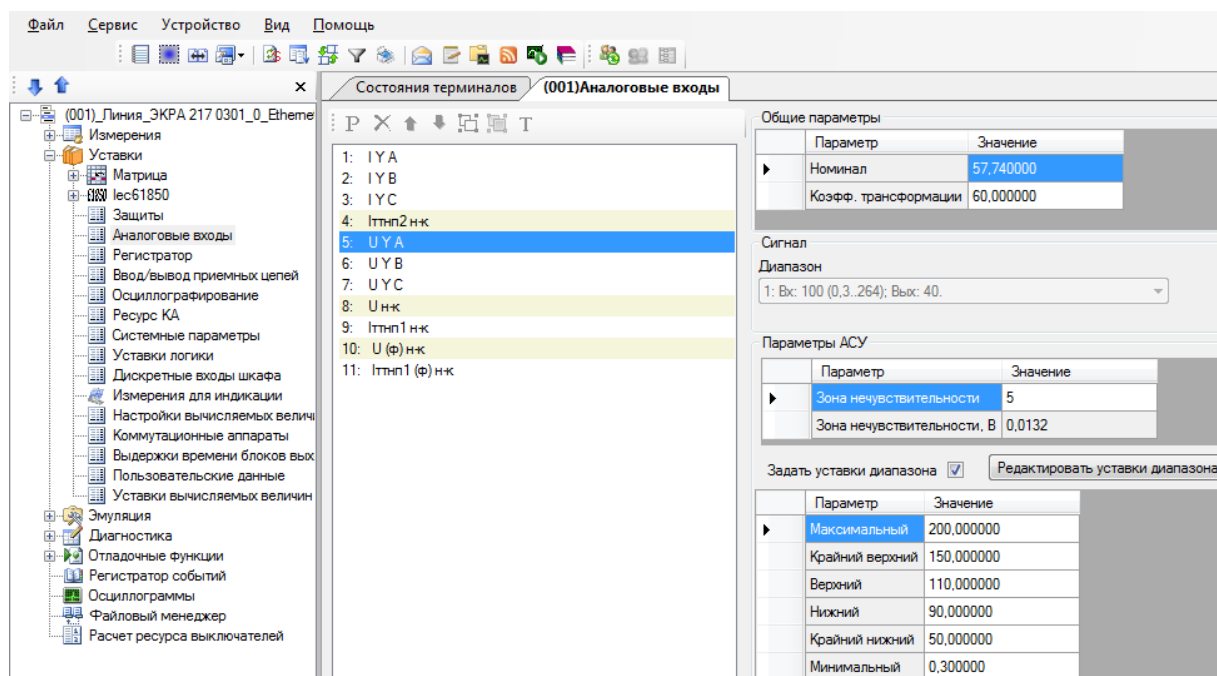 Файл Сервис Устройство Вид Помощь
Состояния терминалов (001)Аналоговые входы
(001)_Линия_ЭКРА 217 0301_0_Etherne
Измерения
Уставки
Матрица
Iec61850
Защиты
Аналоговые входы
Регистратор
Ввод/вывод приемных цепей
Осциллографирование
Ресурс КА
Системные параметры
Уставки логики
Дискретные входы шкафа
Измерения для индикации
Настройки вычисляемых величи
Коммутационные аппараты
Выдержки времени блоков вых
Пользовательские данные
Уставки вычисляемых величин
Эмуляция
Диагностика
Отладочные функции
Регистратор событий
Осциллограммы
Файловый менеджер
Расчет ресурса выключателей
P T
1: I Y A
2: I Y B
3: I Y C
4: Iттнп2 н-к
5: U Y A
6: U Y B
7: U Y C
8: U н-к
9: Iттнп1 н-к
10: U (ф) н-к
11: Iттнп1 (ф) н-к
Общие параметры
Параметр Значение
Номинал 57,740000
Коэфф. трансформации 60,000000
Сигнал
Диапазон
1: Вх: 100 (0,3..264); Вых: 40.
Параметры АСУ
Параметр Значение
Зона нечувствительности 5
Зона нечувствительности, В 0,0132
Задать уставки диапазона Редактировать уставки диапазона
Параметр Значение
Максимальный 200,000000
Крайний верхний 150,000000
Верхний 110,000000
Нижний 90,000000
Крайний нижний 50,000000
Минимальный 0,300000